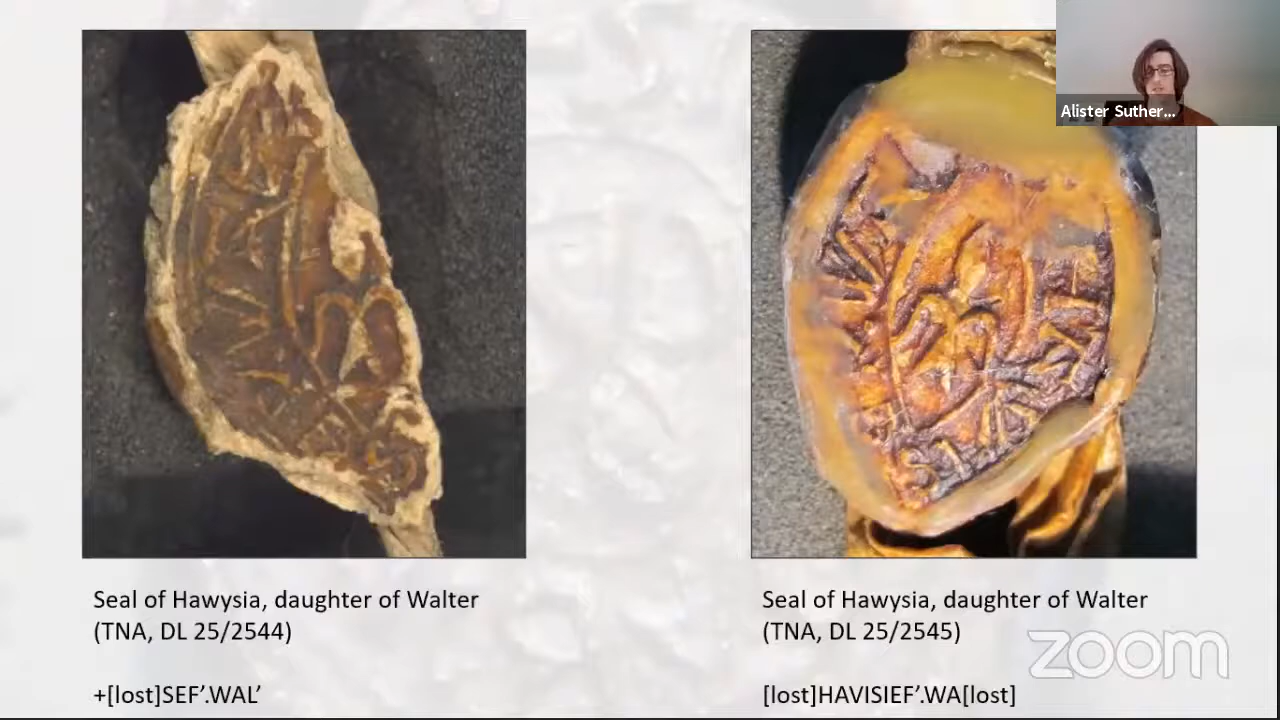 Alister Suther...
Seal of Hawysia, daughter of Walter
(TNA, DL 25/2544)
+[lost]SEF’.WAL’
Seal of Hawysia, daughter of Walter
(TNA, DL 25/2545)
[lost]HAVISIEF’.WA[lost]
zoom